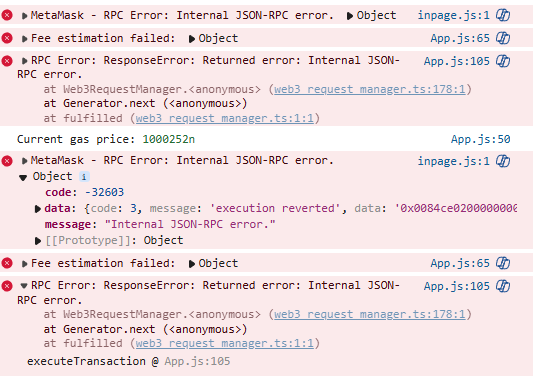 MetaMask - RPC Error: Internal JSON-RPC error. Object inpage.js:1
Fee estimation failed: Object App.js:65
RPC Error: ResponseError: Returned error: Internal JSON- App.js:105
RPC error.
at Web3RequestManager.<anonymous> (web3 request manager.ts:178:1)
at Generator.next (<anonymous>)
at fulfilled (web3 request manager.ts:1:1)
Current gas price: 1000252n App.js:50
MetaMask - RPC Error: Internal JSON-RPC error. inpage.js:1
Object i
code: -32603
data: {code: 3, message: 'execution reverted', data: '0x0084ce0200000000
message: "Internal JSON-RPC error."
[[Prototype]]: Object
Fee estimation failed: Object App.js:65
RPC Error: ResponseError: Returned error: Internal JSON- App.js:105
RPC error.
at Web3RequestManager.<anonymous> (web3 request manager.ts:178:1)
at Generator.next (<anonymous>)
at fulfilled (web3 request manager.ts:1:1)
executeTransaction @ App.js:105